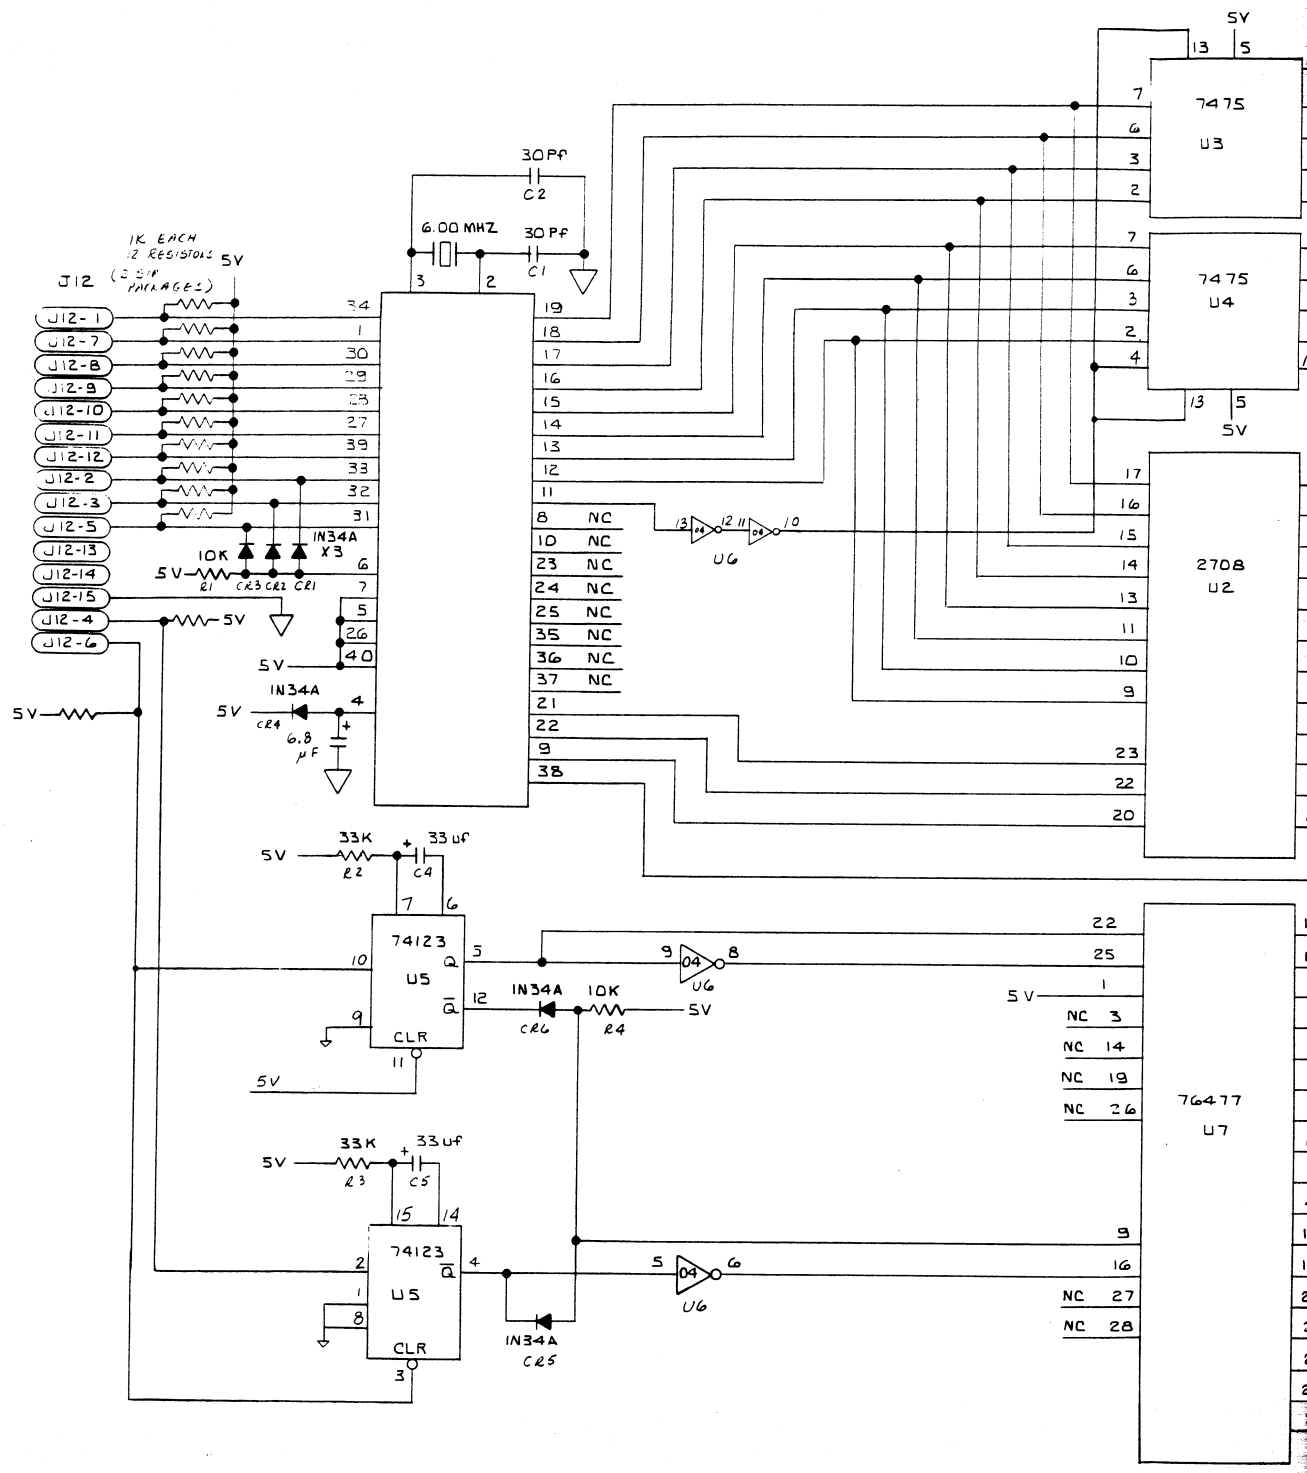 5V
13 5
7 7475
6
U3
3
2
30Pf
C2
6.00 MHZ
30Pf
C1
3 2
7
6 7475
3 U4
2
4
13 5
5V
1K EACH
12 RESISTORS
PACKAGES)
5V
J12
J12-1 34 19
J12-7 1 18
J12-8 30 17
J12-9 29 16
J12-10 28 15
J12-11 27 14
J12-12 39 13
J12-2 33 12
J12-3 32 11
J12-5 31 8 NC
J12-13
J12-14
J12-15
J12-4 5V
J12-6
1N34A
X3
10K
5V
R1 CR3 CR2 CR1
6 10 NC
7 23 NC
5 24 NC
26 25 NC
5V 40 35 NC
36 NC
37 NC
21
22
9
38
13 04 12 11 04 10
U6
17
16
15
14 2708
U2
13
11
10
9
23
22
20
1N34A
5V 4
CR4
6.8 +
µF
5V
33K + 33uf
5V
R2 C4
7 6
74123
10 Q 5
U5
Q 12
9
CLR
11
5V
9 04 8
U6
1N34A 10K
5V
CR6 R4
22
25
5V 1
NC 3
NC 14
NC 19
NC 26
76477
U7
9
16
NC 27
NC 28
33K + 33uf
5V
R3 C5
15 14
74123
2 Q 4
1 U5
8
CLR
3
5 04 6
U6
1N34A
CR5